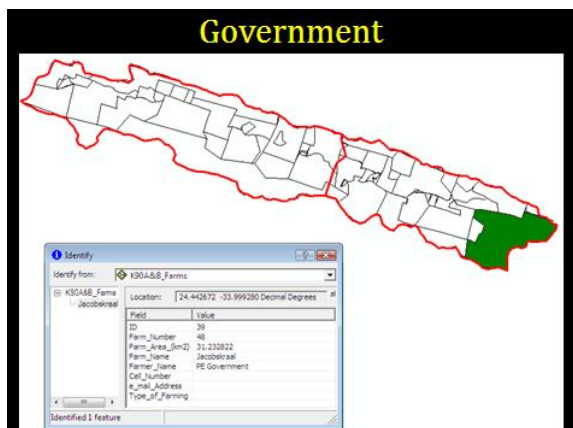 Government
Identify
Identify from: K90A&B_Farms
K90A&B_Farms
Jacobskraal
Location: 24.442672 -33.999280 Decimal Degrees
Field Value
ID 39
Farm_Number 48
Farm_Area_(km2) 31.232822
Farm_Name Jacobskraal
Farmer_Name PE Government
Cell_Number
e_mail_Address
Type_of_Farming
Identified 1 feature